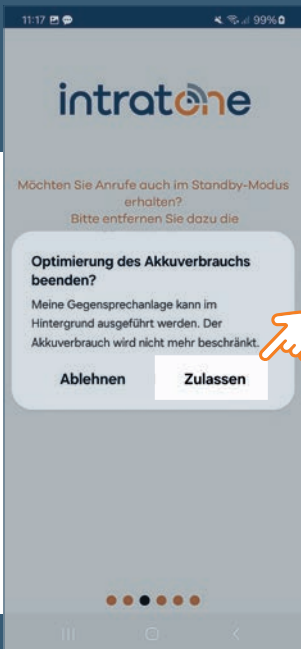 11:17 99%
intratone
Möchten Sie Anrufe auch im Standby-Modus
erhalten?
Bitte entfernen Sie dazu die
Optimierung des Akkuverbrauchs
beenden?
Meine Gegensprechanlage kann im
Hintergrund ausgeführt werden. Der
Akkuverbrauch wird nicht mehr beschränkt.
Ablehnen Zulassen